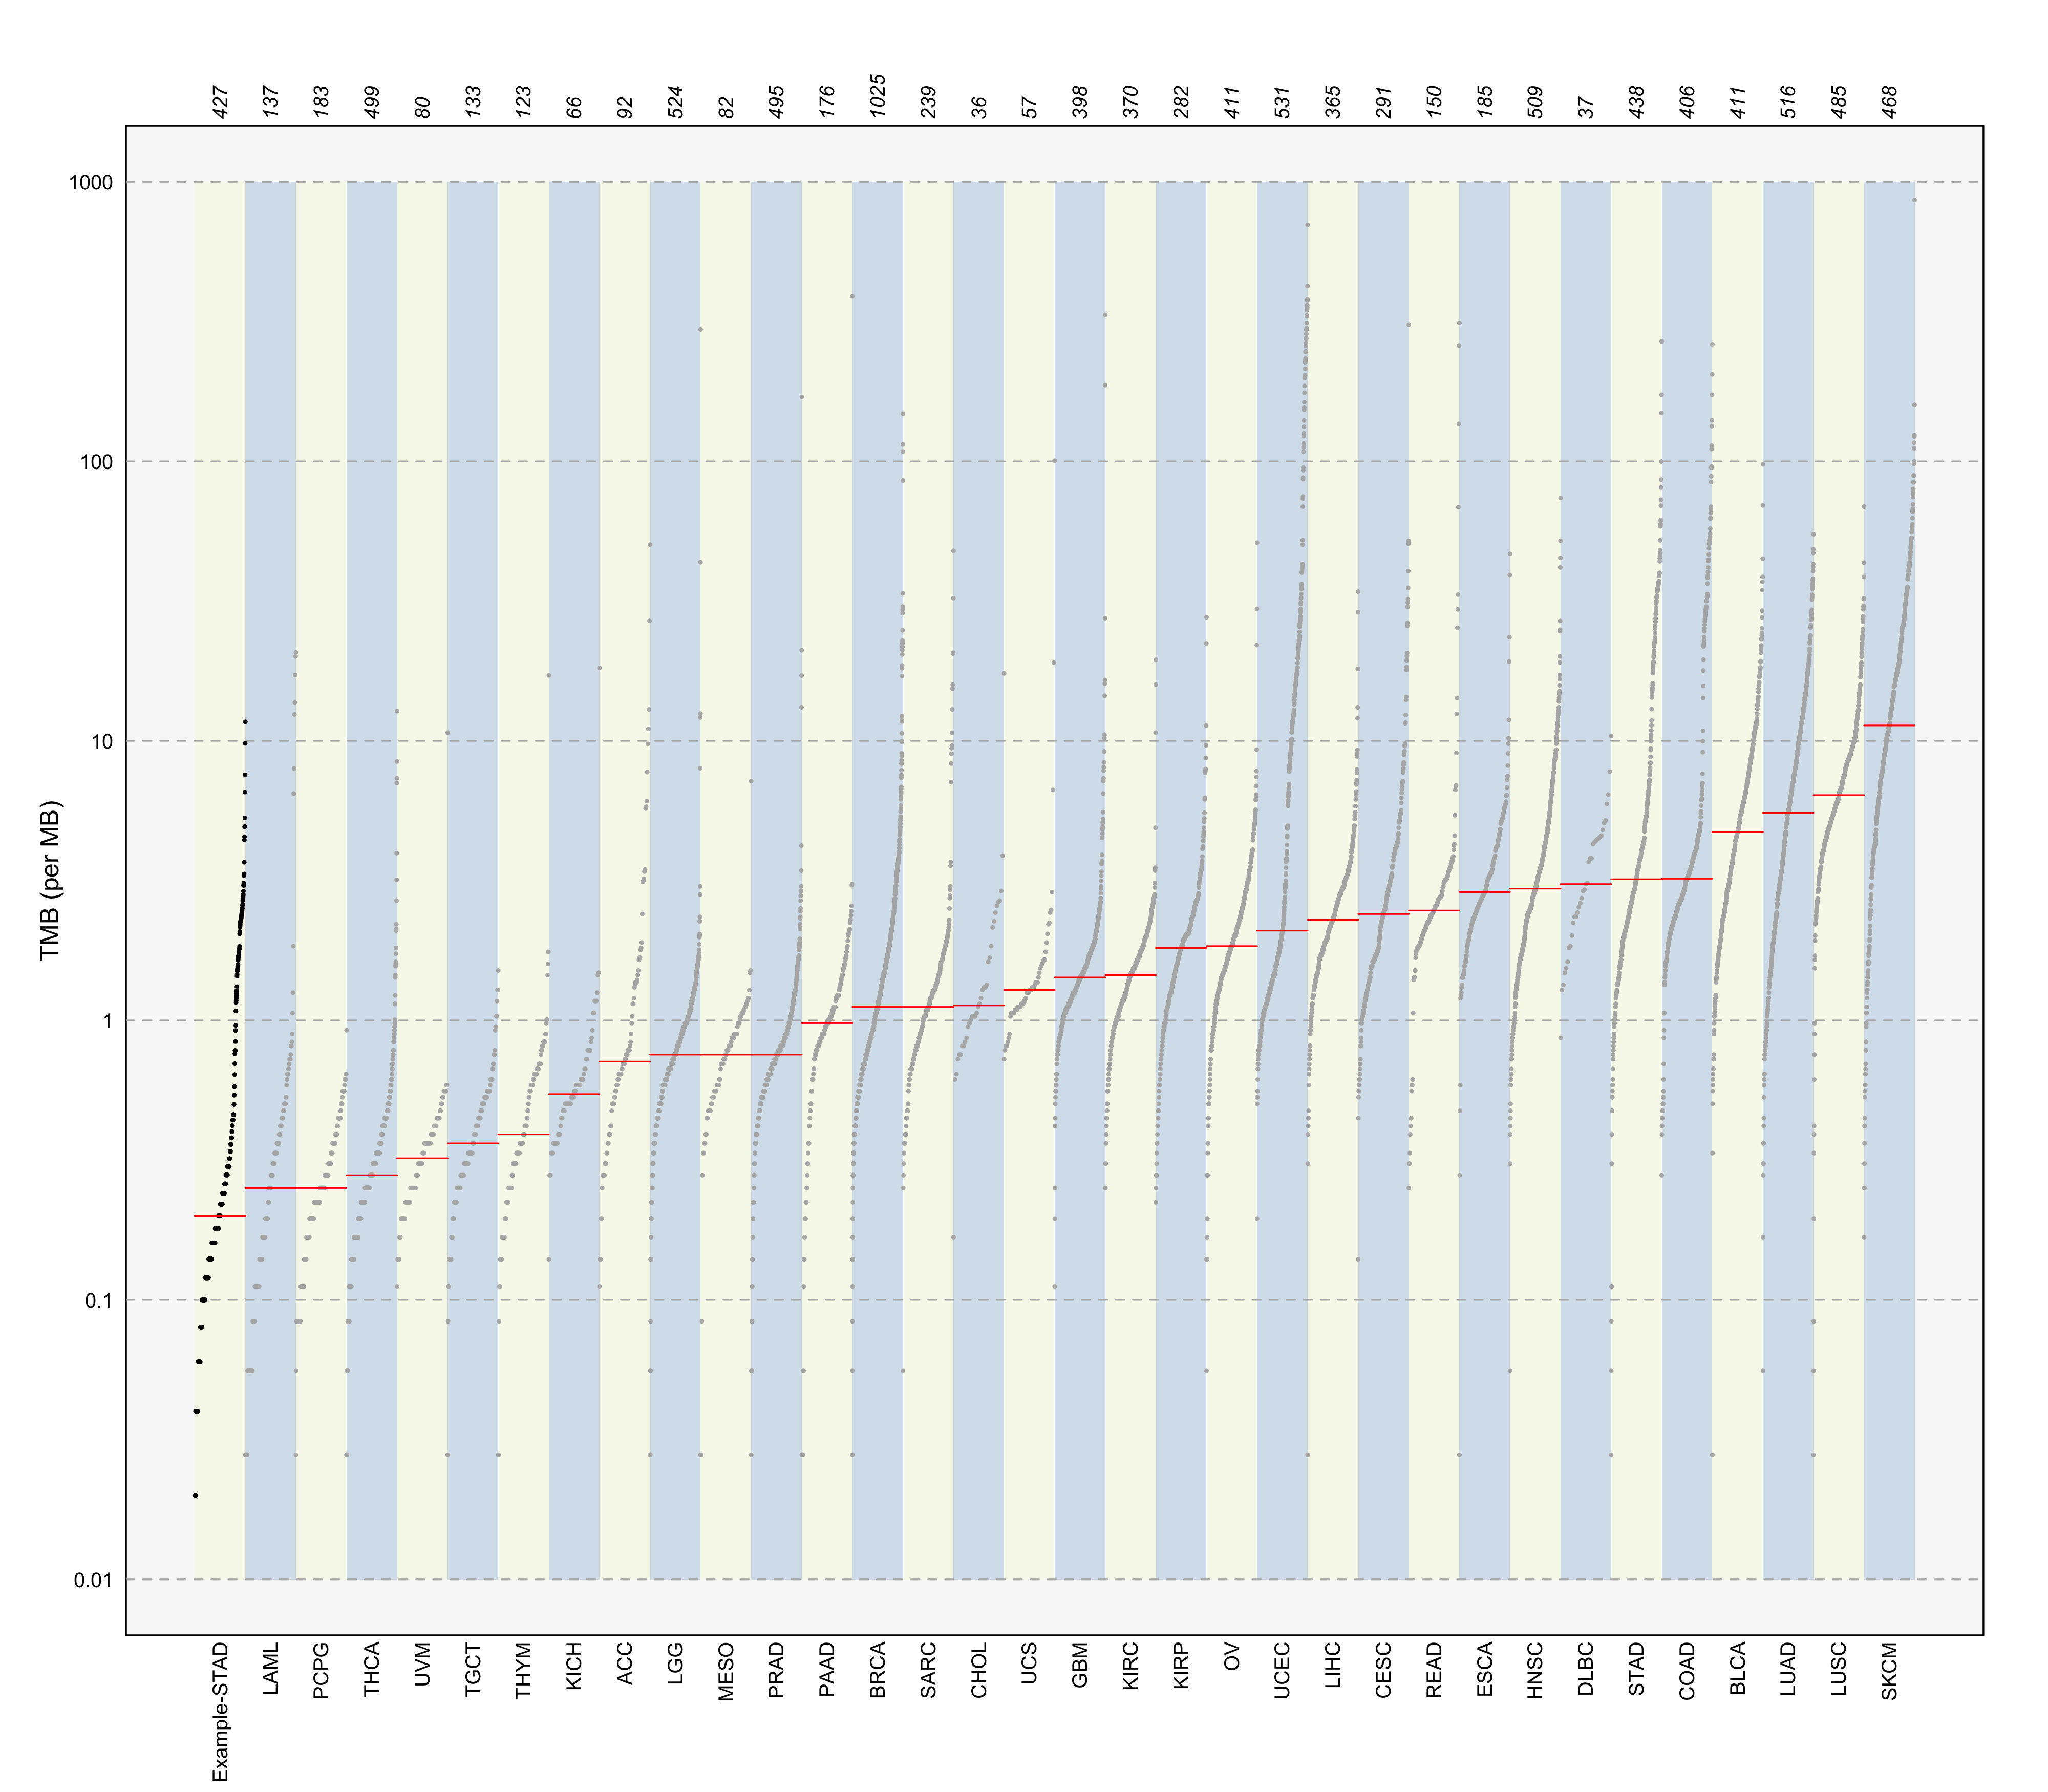 427 137 183 499 80 133 123 66 92 524 82 495 176 1025 239 36 57 398 370 282 411 531 365 291 150 185 509 37 438 406 411 516 485 468
1000
100
10
1
0.1
0.01
TMB (per MB)
Example-STAD LAML PCPG THCA UVM TGCT THYM KICH ACC LGG MESO PRAD PAAD BRCA SARC CHOL UCS GBM KIRC KIRP OV UCEC LIHC CESC READ ESCA HNSC DLBC STAD COAD BLCA LUAD LUSC SKCM